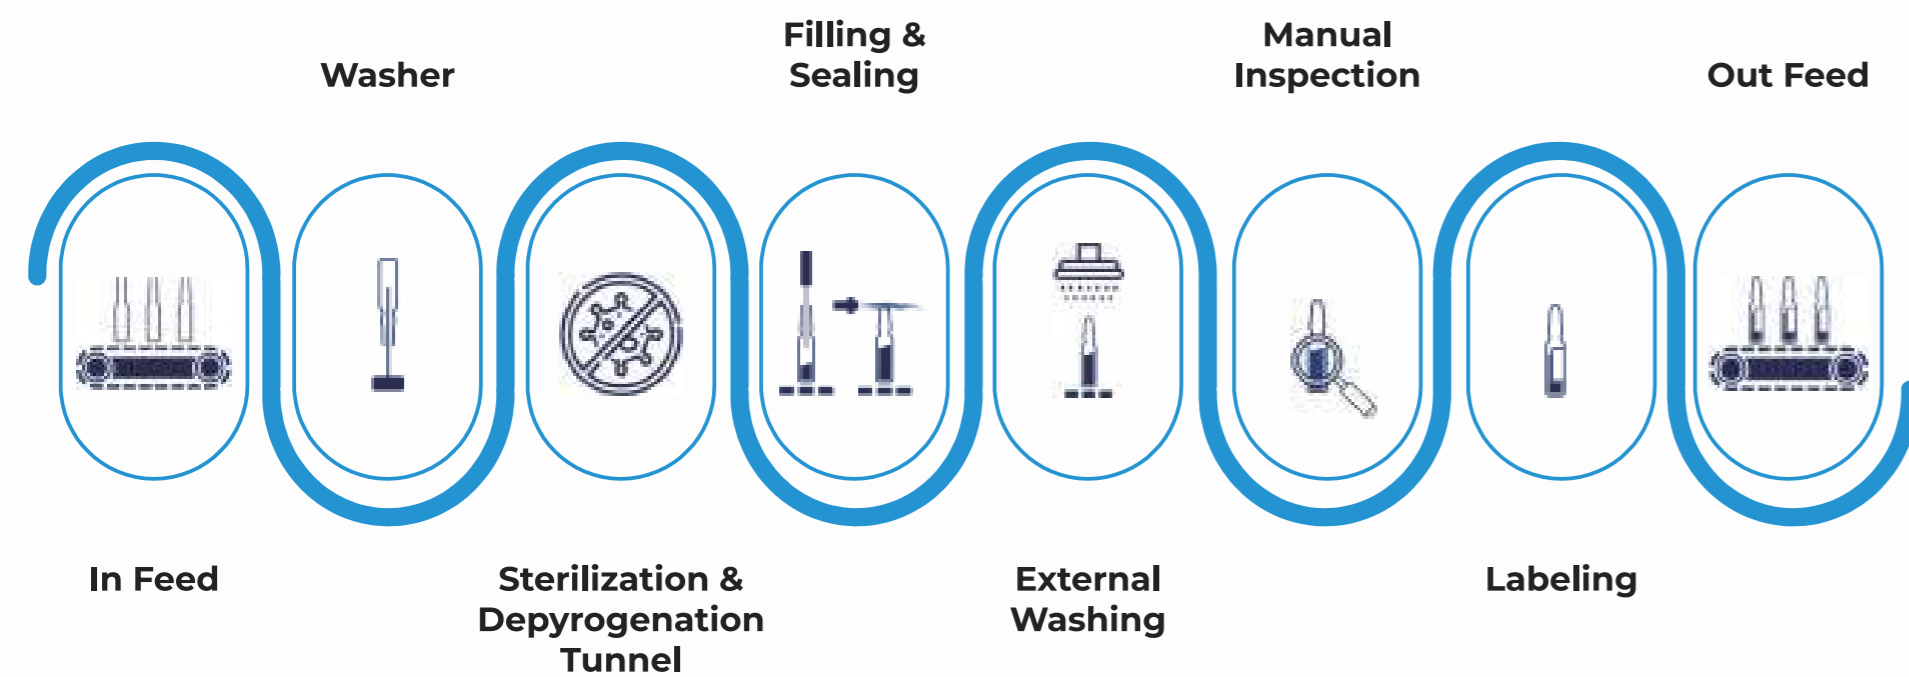 Filling &
Sealing
Manual
Inspection
Washer
Out Feed
In Feed
Sterilization &
Depyrogenation
Tunnel
External
Washing
Labeling